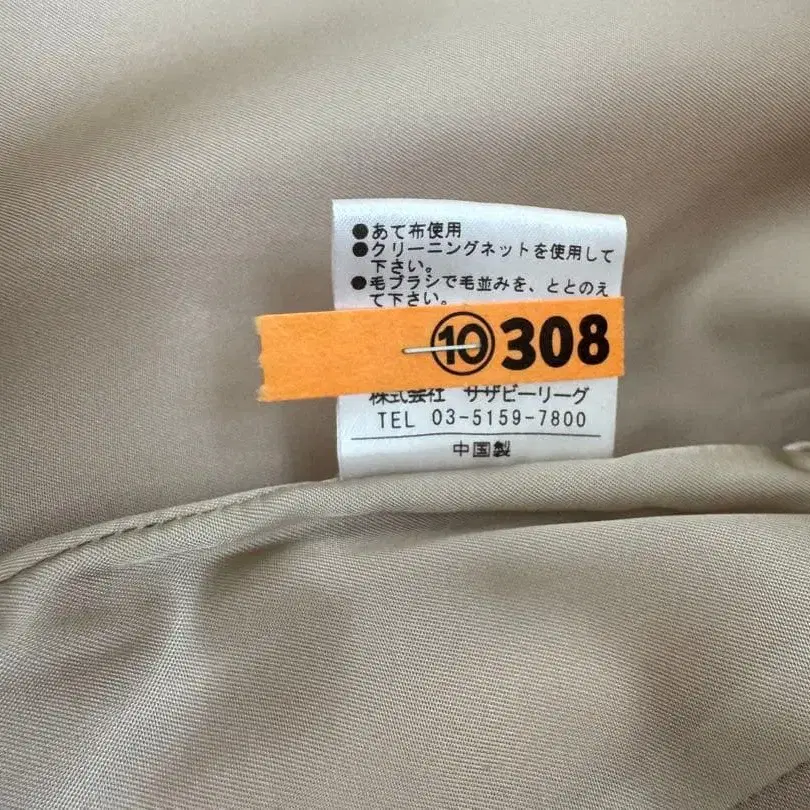 ●あて布使用
●クリーニングネットを使用して
下さい。
●毛ブラシで毛並みを、ととのえ
て下さい。
⑩308
株式会社 サザビーリーグ
TEL 03-5159-7800
中国製